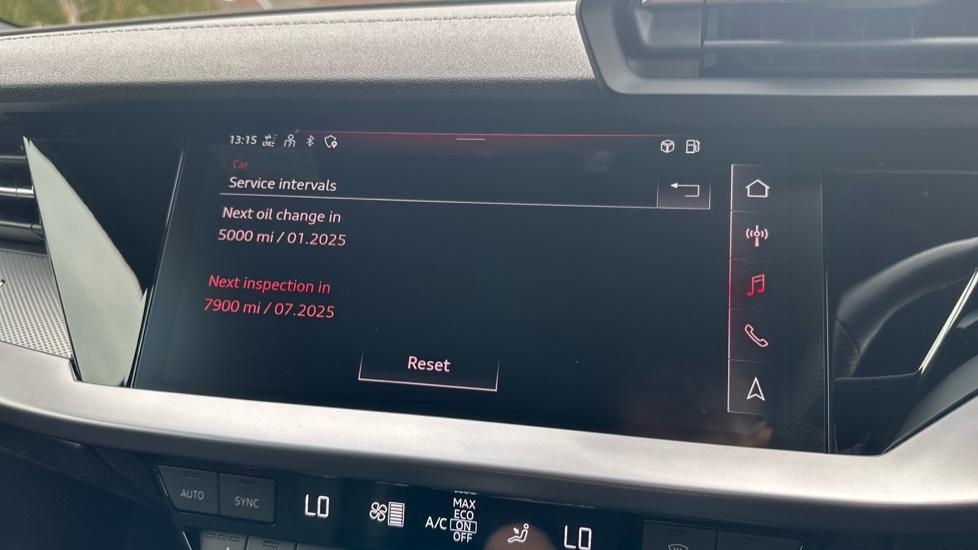 13:15
Car
Service intervals
Next oil change in
5000 mi / 01.2025
Next inspection in
7900 mi / 07.2025
Reset
AUTO
SYNC
LO
A/C
MAX
ECO
ON
OFF
LO